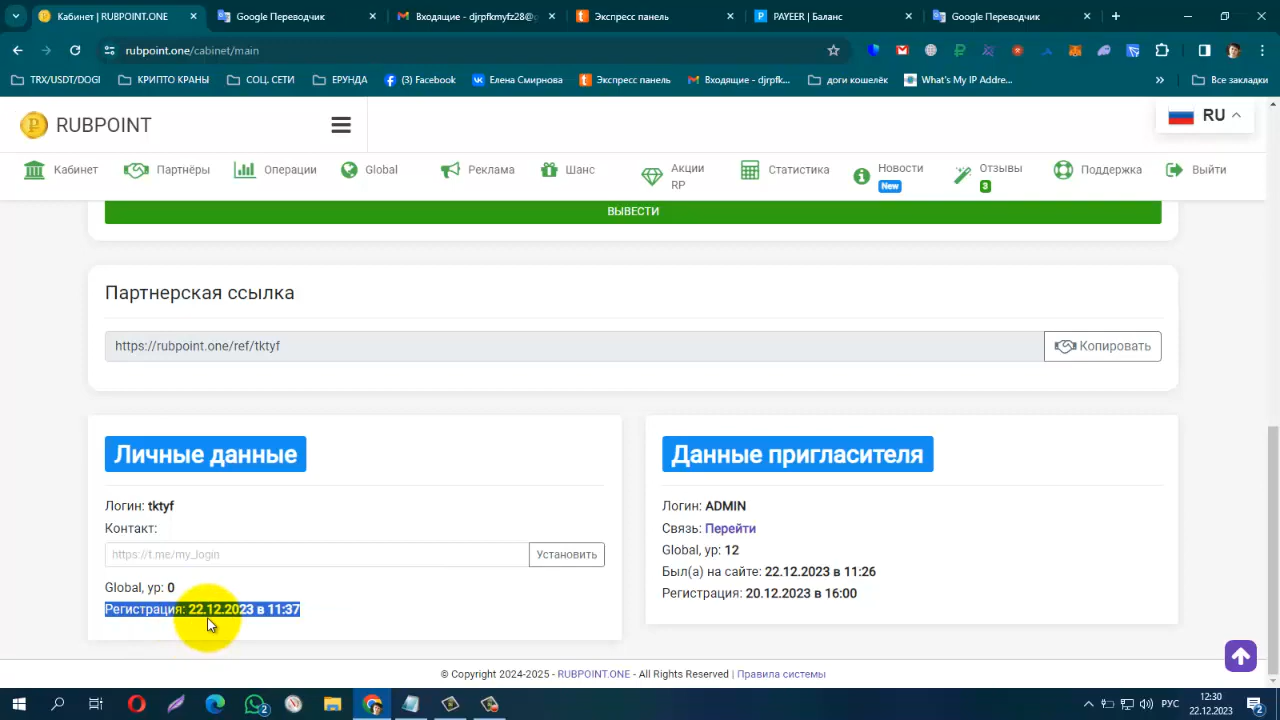 Кабинет | RUBPOINT.ONE
Google Переводчик
Входящие - djrpfkmyfz28@g
Экспресс панель
PAYEER | Баланс
Google Переводчик
rubpoint.one/cabinet/main
TRX/USDT/DOGI
КРИПТО КРАНЫ
СОЦ. СЕТИ
ЕРУНДА
(3) Facebook
Елена Смирнова
Экспресс панель
Входящие - djrpfk...
доги кошелёк
What's My IP Addre...
Все закладки
RUBPOINT
RU
Кабинет
Партнёры
Операции
Global
Реклама
Шанс
Акции
RP
Статистика
Новости
New
Отзывы
3
Поддержка
Выйти
ВЫВЕСТИ
Партнерская ссылка
https://rubpoint.one/ref/tktyf
Копировать
Личные данные
Логин: tktyf
Контакт:
https://t.me/my_login
Установить
Global, ур: 0
Регистрация: 22.12.2023 в 11:37
Данные пригласителя
Логин: ADMIN
Связь: Перейти
Global, ур: 12
Был(а) на сайте: 22.12.2023 в 11:26
Регистрация: 20.12.2023 в 16:00
© Copyright 2024-2025 - RUBPOINT.ONE - All Rights Reserved | Правила системы
2
РУС
12:30
22.12.2023
2